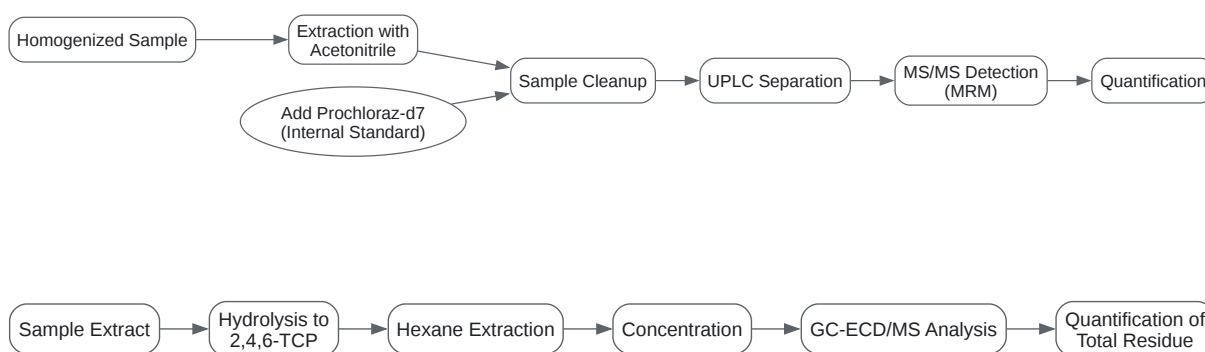 Homogenized Sample
Extraction with
Acetonitrile
Add Prochloraz-d7
(Internal Standard)
Sample Cleanup
UPLC Separation
MS/MS Detection
(MRM)
Quantification
Sample Extract
Hydrolysis to
2,4,6-TCP
Hexane Extraction
Concentration
GC-ECD/MS Analysis
Quantification of
Total Residue